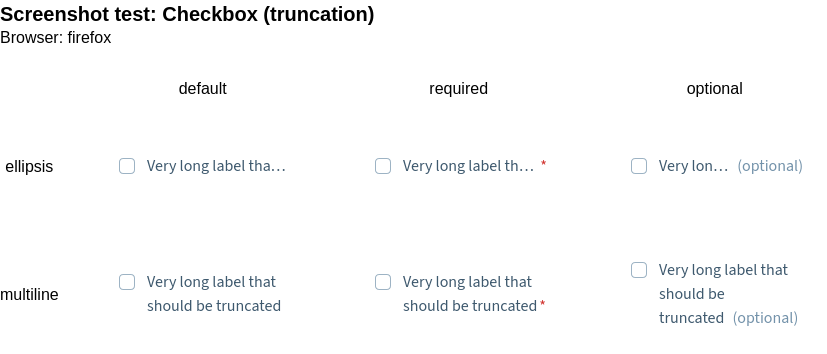 Screenshot test: Checkbox (truncation)
Browser: firefox
default required optional
ellipsis Very long label tha… Very long label th… * Very lon… (optional)
multiline
Very long label that
should be truncated
Very long label that
should be truncated *
Very long label that
should be
truncated (optional)